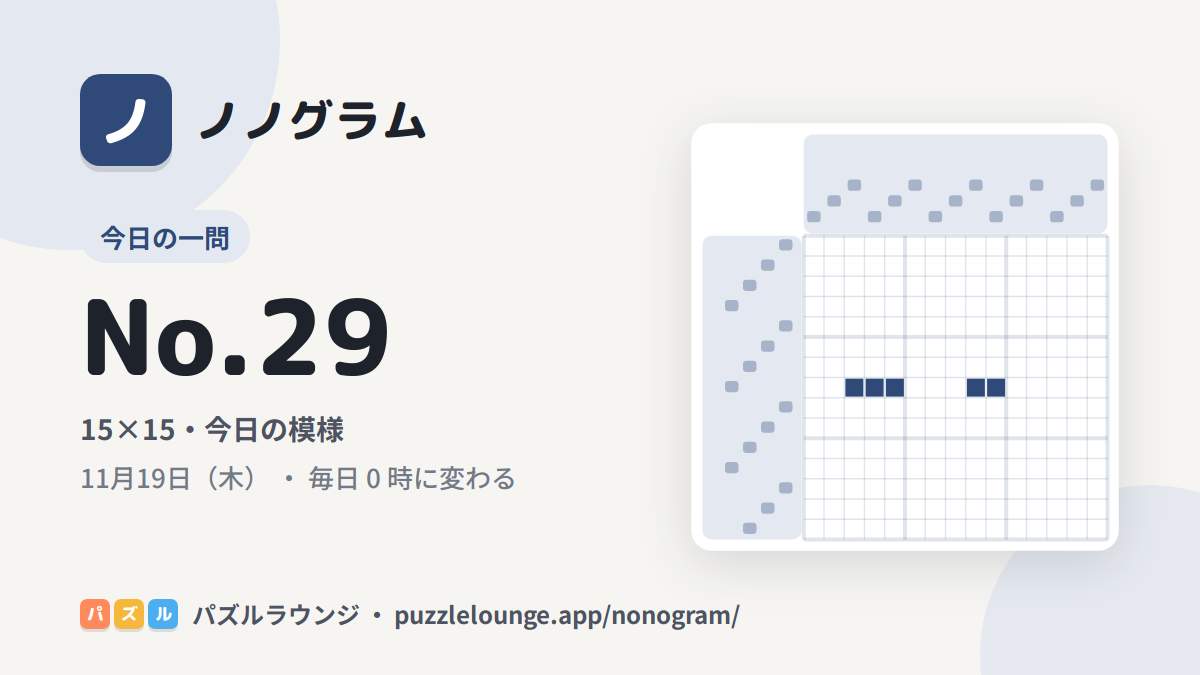 ノ ノノグラム
今日の一問
No.29
15×15・今日の模様
11月19日（木） ・ 毎日 0 時に変わる
パズル パズルラウンジ ・ puzzlelounge.app/nonogram/